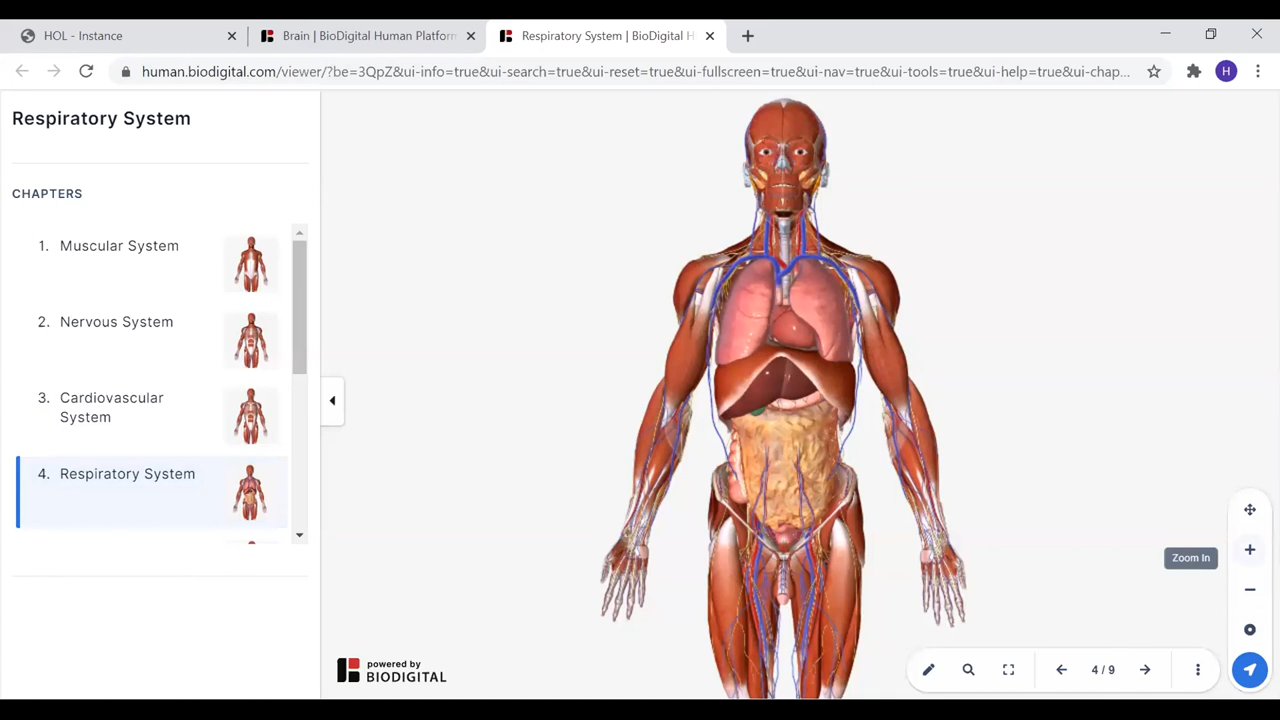 HOL - Instance
Brain | BioDigital Human Platform
Respiratory System | BioDigital H
human.biodigital.com/viewer/?be=3QpZ&ui-info=true&ui-search=true&ui-reset=true&ui-fullscreen=true&ui-nav=true&ui-tools=true&ui-help=true&ui-chap...
H
Respiratory System
CHAPTERS
1. Muscular System
2. Nervous System
3. Cardiovascular
System
4. Respiratory System
Zoom In
powered by
BIODIGITAL
4 / 9